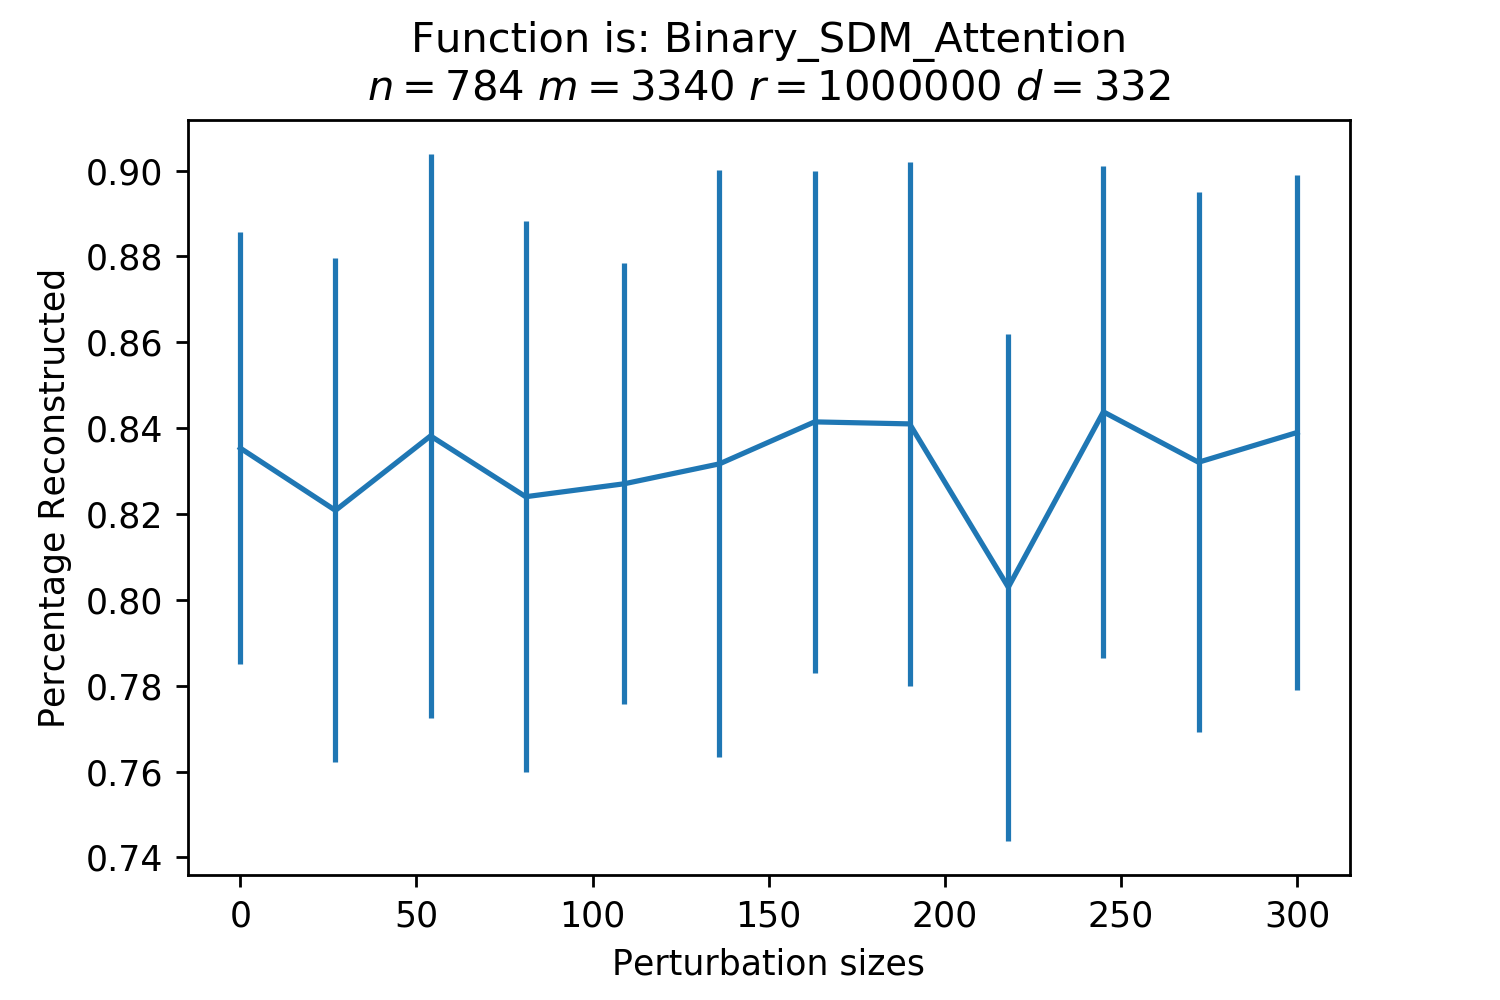 Function is: Binary_SDM_Attention
n = 784 m = 3340 r = 1000000 d = 332
Percentage Reconstructed
0.90
0.88
0.86
0.84
0.82
0.80
0.78
0.76
0.74
0 50 100 150 200 250 300
Perturbation sizes